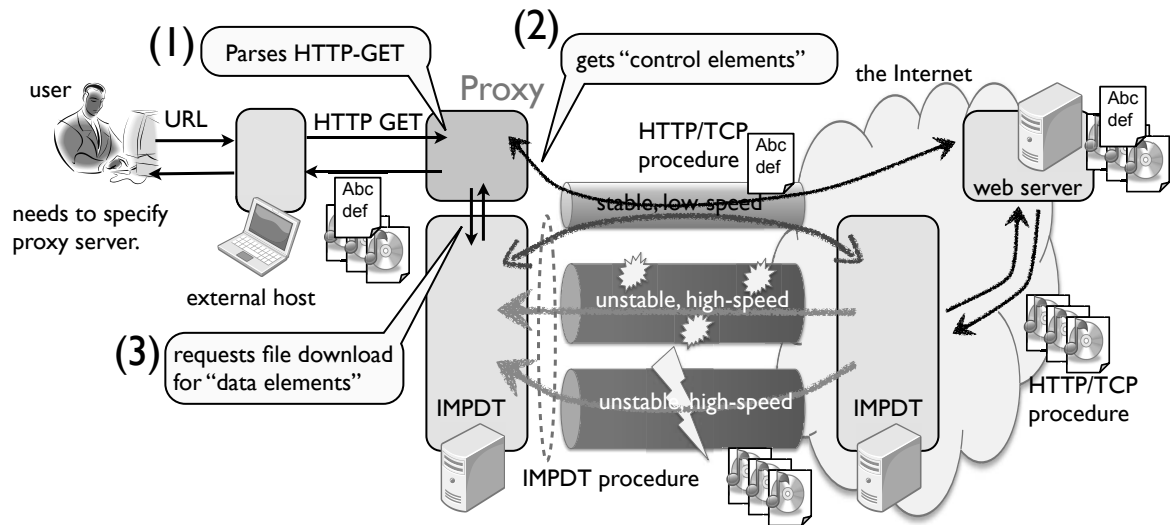 (1)
Parses HTTP-GET
(2)
gets “control elements”
the Internet
user
URL
HTTP GET
Proxy
HTTP/TCP
procedure
Abc
def
Abc
def
web server
needs to specify
proxy server.
Abc
def
stable, low-speed
external host
unstable, high-speed
(3)
requests file download
for “data elements”
unstable, high-speed
IMPDT
IMPDT
HTTP/TCP
procedure
IMPDT procedure